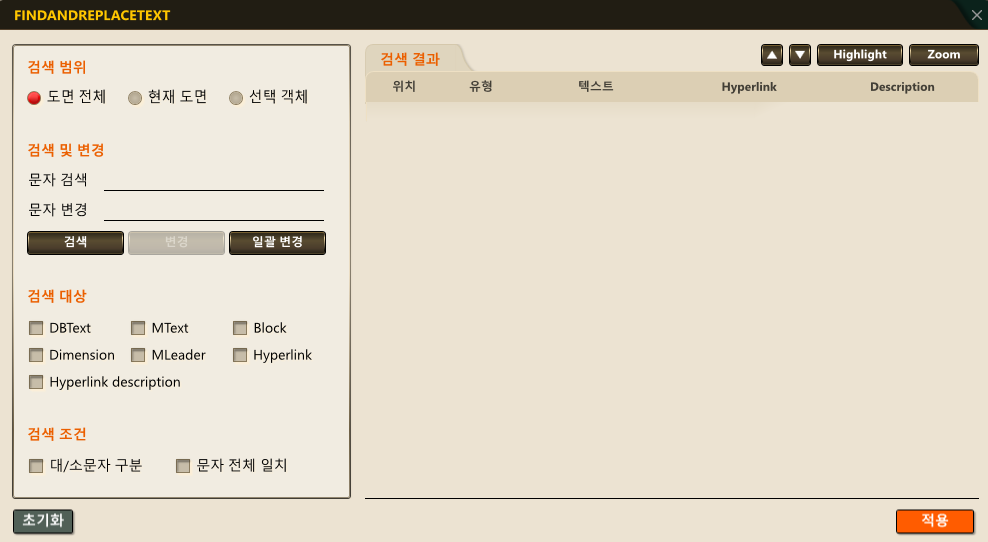 FINDANDREPLACETEXT
검색 범위
도면 전체 현재 도면 선택 객체
검색 및 변경
문자 검색
문자 변경
검색 변경 일괄 변경
검색 대상
DBText MText Block
Dimension MLeader Hyperlink
Hyperlink description
검색 조건
대/소문자 구분 문자 전체 일치
초기화
검색 결과
Highlight Zoom
위치 유형 텍스트 Hyperlink Description
적용